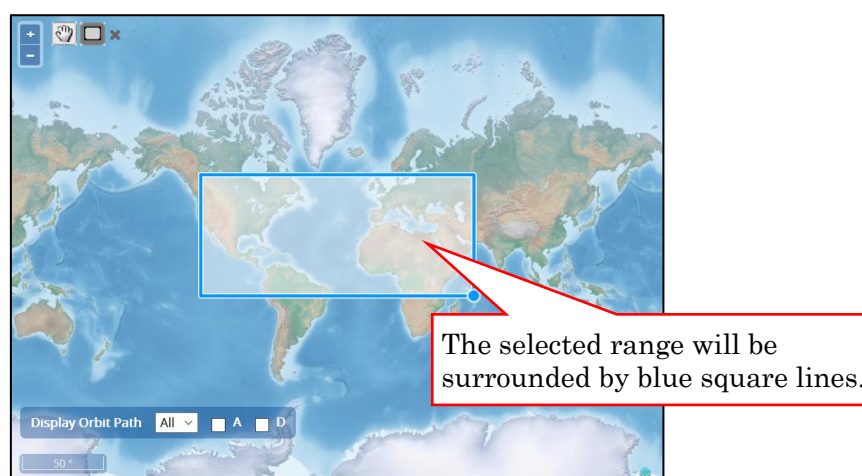 +
−
The selected range will be
surrounded by blue square lines.
Display Orbit Path All A D
50 °